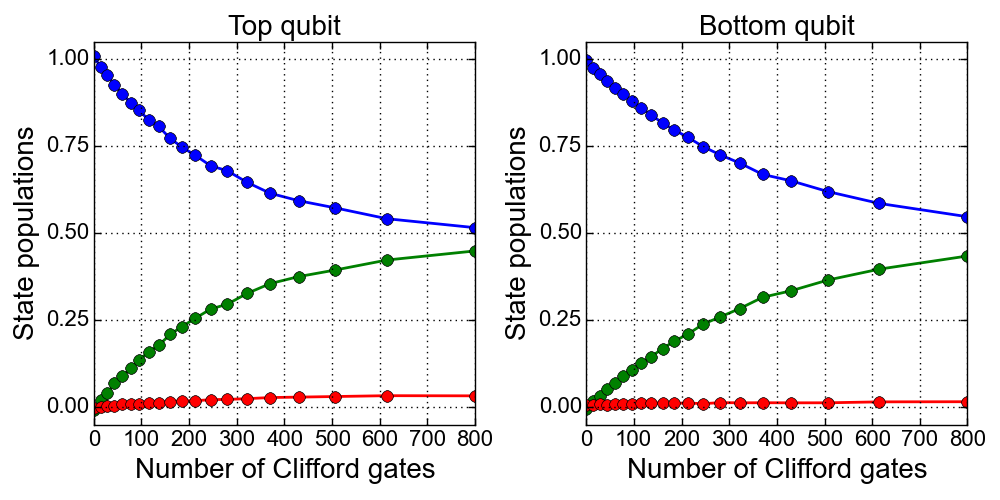 Top qubit
State populations
1.00
0.75
0.50
0.25
0.00
0 100 200 300 400 500 600 700 800
Number of Clifford gates
Bottom qubit
State populations
1.00
0.75
0.50
0.25
0.00
0 100 200 300 400 500 600 700 800
Number of Clifford gates